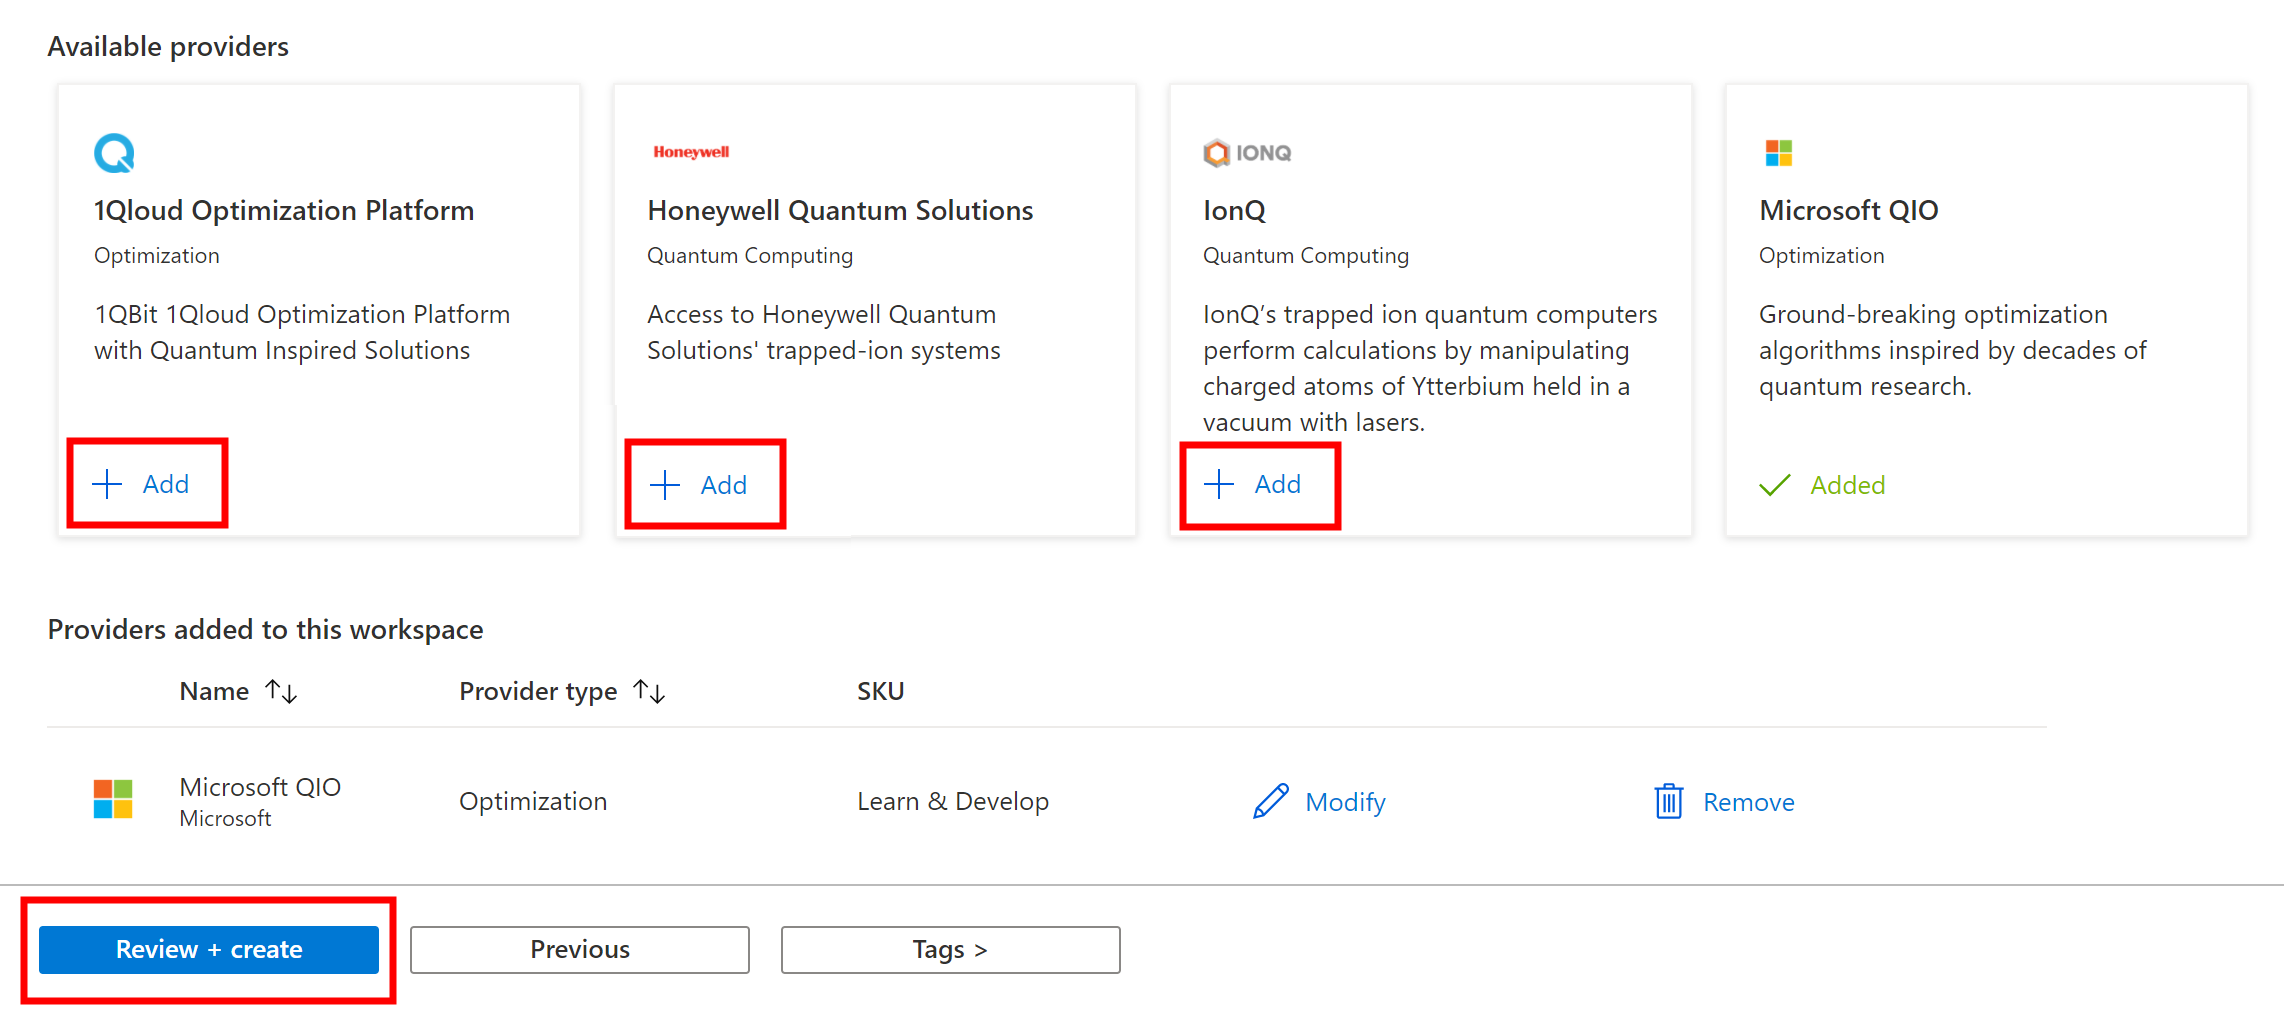 Available providers
1Qloud Optimization Platform
Optimization
1QBit 1Qloud Optimization Platform
with Quantum Inspired Solutions
Add
Honeywell
Honeywell Quantum Solutions
Quantum Computing
Access to Honeywell Quantum
Solutions' trapped-ion systems
Add
IONQ
IonQ
Quantum Computing
IonQ’s trapped ion quantum computers
perform calculations by manipulating
charged atoms of Ytterbium held in a
vacuum with lasers.
Add
Microsoft QIO
Optimization
Ground-breaking optimization
algorithms inspired by decades of
quantum research.
Added
Providers added to this workspace
Name Provider type SKU
Microsoft QIO Optimization Learn & Develop Modify Remove
Microsoft
Review + create Previous Tags >